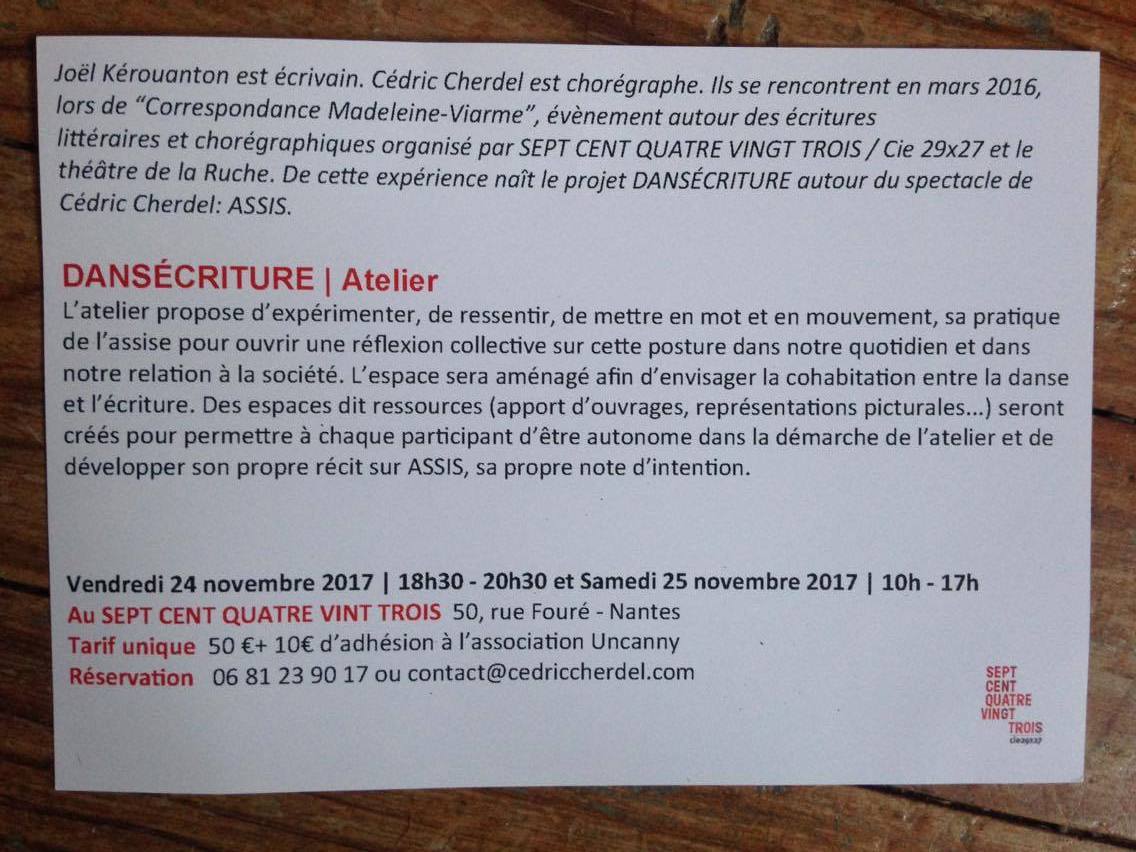 Joël Kérouanton est écrivain. Cédric Cherdel est chorégraphe. Ils se rencontrent en mars 2016,
lors de “Correspondance Madeleine-Viarme”, évènement autour des écritures
littéraires et chorégraphiques organisé par SEPT CENT QUATRE VINGT TROIS / Cie 29x27 et le
théâtre de la Ruche. De cette expérience naît le projet DANSÉCRITURE autour du spectacle de
Cédric Cherdel: ASSIS.
DANSÉCRITURE | Atelier
L’atelier propose d’expérimenter, de ressentir, de mettre en mot et en mouvement, sa pratique
de l’assise pour ouvrir une réflexion collective sur cette posture dans notre quotidien et dans
notre relation à la société. L’espace sera aménagé afin d’envisager la cohabitation entre la danse
et l’écriture. Des espaces dit ressources (apport d’ouvrages, représentations picturales...) seront
créés pour permettre à chaque participant d’être autonome dans la démarche de l’atelier et de
développer son propre récit sur ASSIS, sa propre note d’intention.
Vendredi 24 novembre 2017 | 18h30 - 20h30 et Samedi 25 novembre 2017 | 10h - 17h
Au SEPT CENT QUATRE VINT TROIS 50, rue Fouré - Nantes
Tarif unique 50 €+ 10€ d’adhésion à l’association Uncanny
Réservation 06 81 23 90 17 ou contact@cedriccherdel.com
SEPT
CENT
QUATRE
VINGT
TROIS
cie29x27